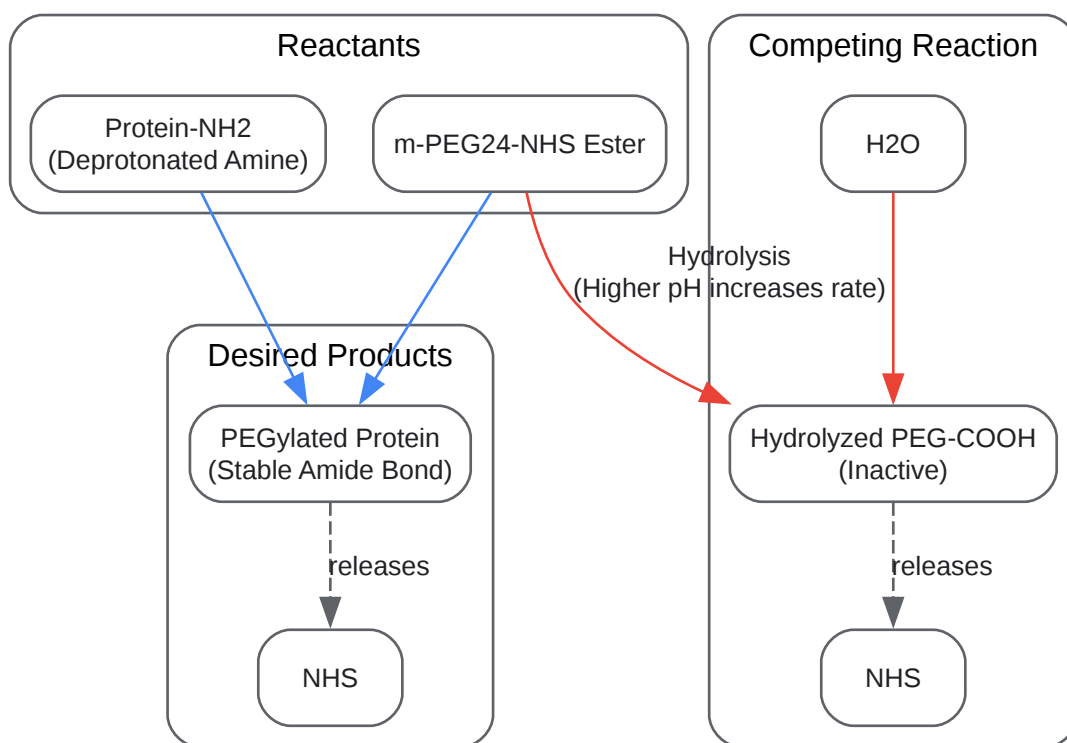 Reactants
Competing Reaction
Protein-NH2
(Deprotonated Amine)
m-PEG24-NHS Ester
H2O
Hydrolysis
(Higher pH increases rate)
Desired Products
PEGylated Protein
(Stable Amide Bond)
Hydrolyzed PEG-COOH
(Inactive)
releases
releases
NHS
NHS